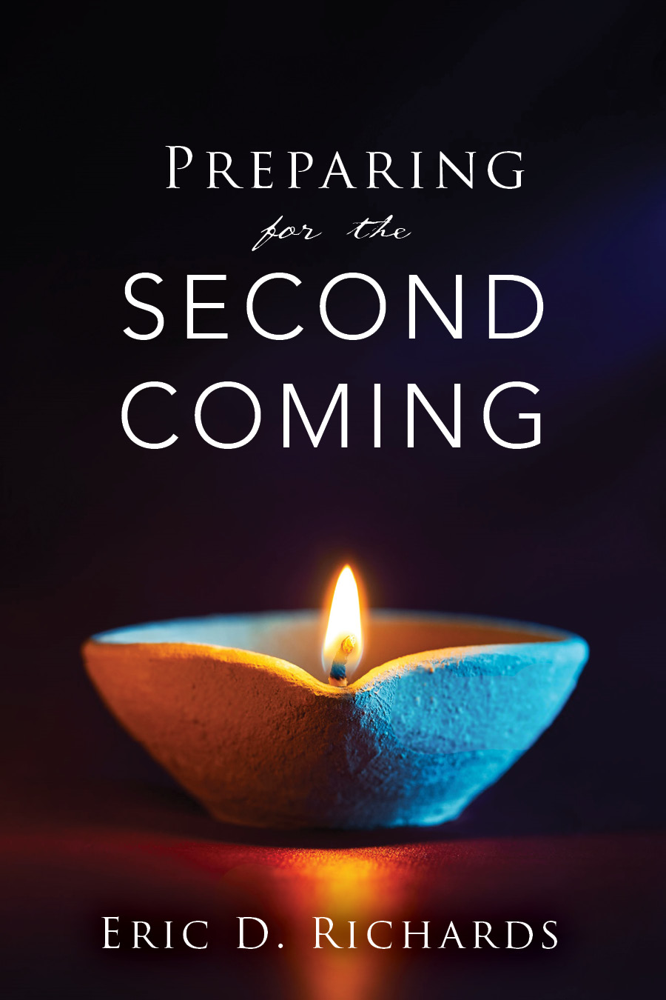 PREPARING
for the
SECOND
COMING
ERIC D. RICHARDS